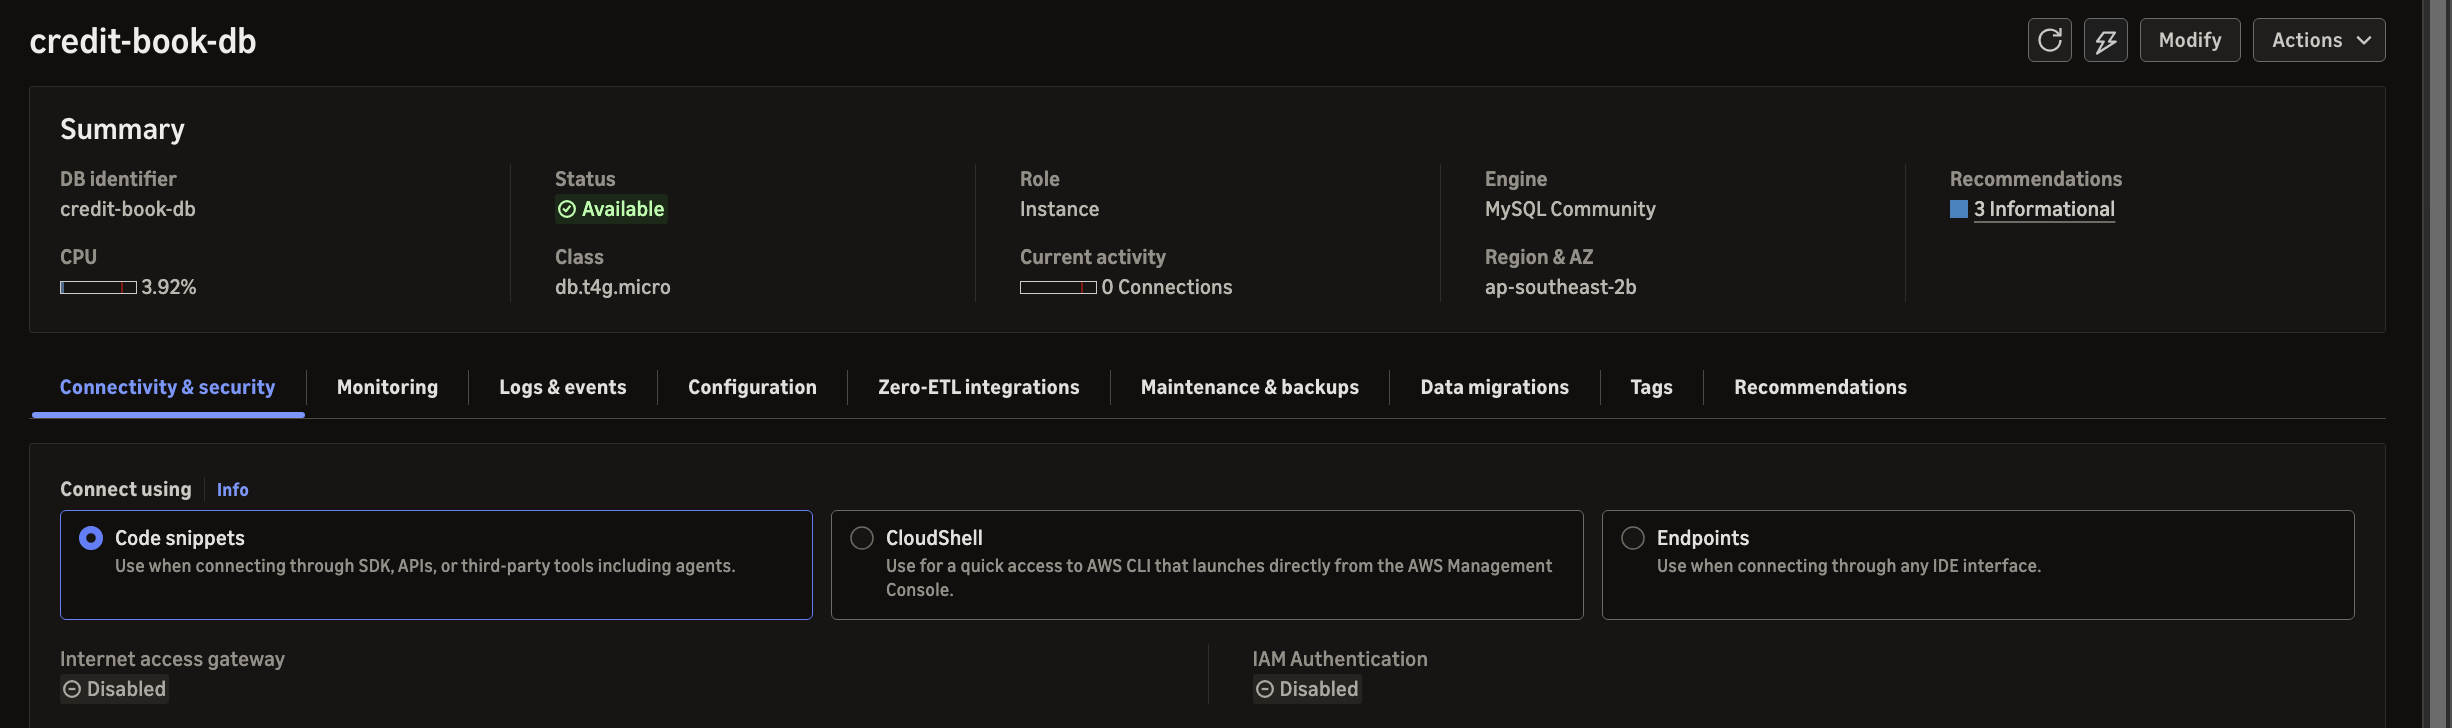 credit-book-db
Modify
Actions
Summary
DB identifier
credit-book-db
Status
Available
Role
Instance
Engine
MySQL Community
Recommendations
3 Informational
CPU
3.92%
Class
db.t4g.micro
Current activity
0 Connections
Region & AZ
ap-southeast-2b
Connectivity & security
Monitoring
Logs & events
Configuration
Zero-ETL integrations
Maintenance & backups
Data migrations
Tags
Recommendations
Connect using
Info
Code snippets
Use when connecting through SDK, APIs, or third-party tools including agents.
CloudShell
Use for a quick access to AWS CLI that launches directly from the AWS Management
Console.
Endpoints
Use when connecting through any IDE interface.
Internet access gateway
Disabled
IAM Authentication
Disabled